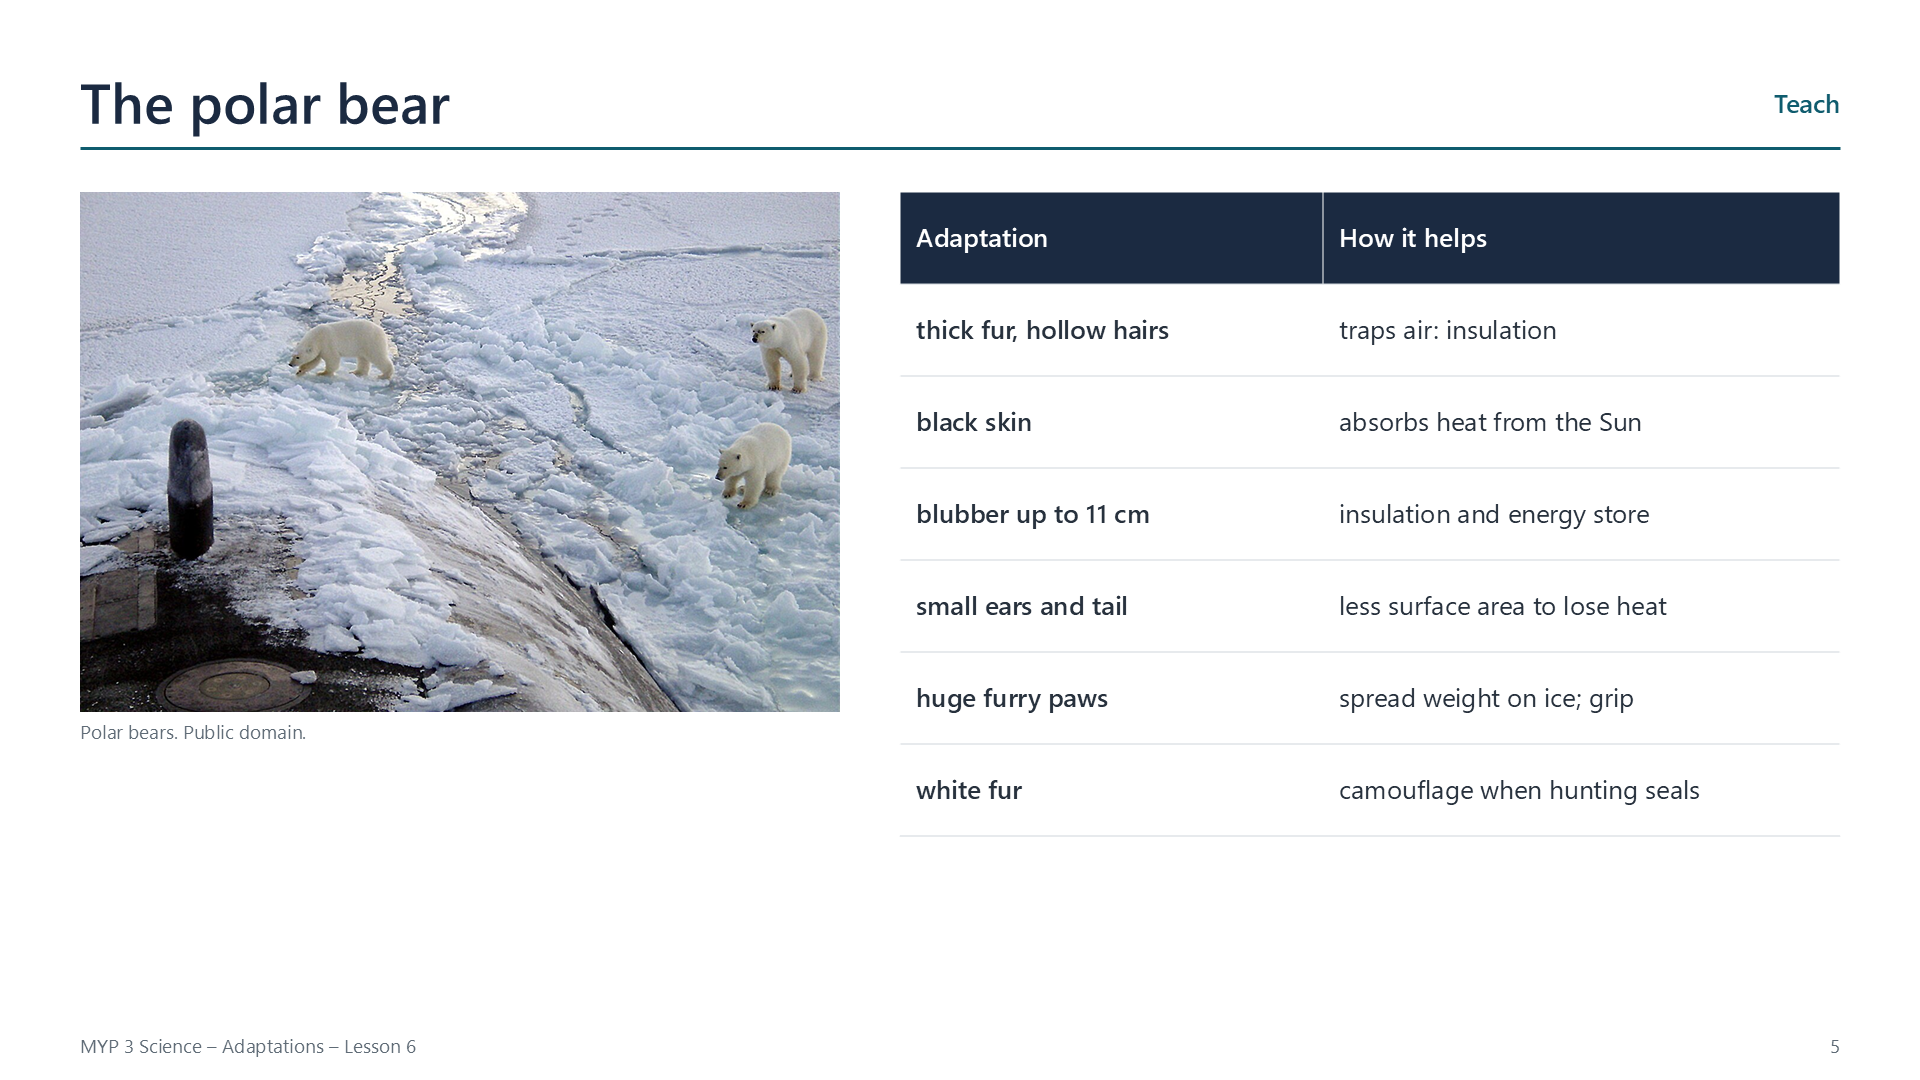 The polar bear
Teach
Polar bears. Public domain.
Adaptation How it helps
thick fur, hollow hairs traps air: insulation
black skin absorbs heat from the Sun
blubber up to 11 cm insulation and energy store
small ears and tail less surface area to lose heat
huge furry paws spread weight on ice; grip
white fur camouflage when hunting seals
MYP 3 Science – Adaptations – Lesson 6
5